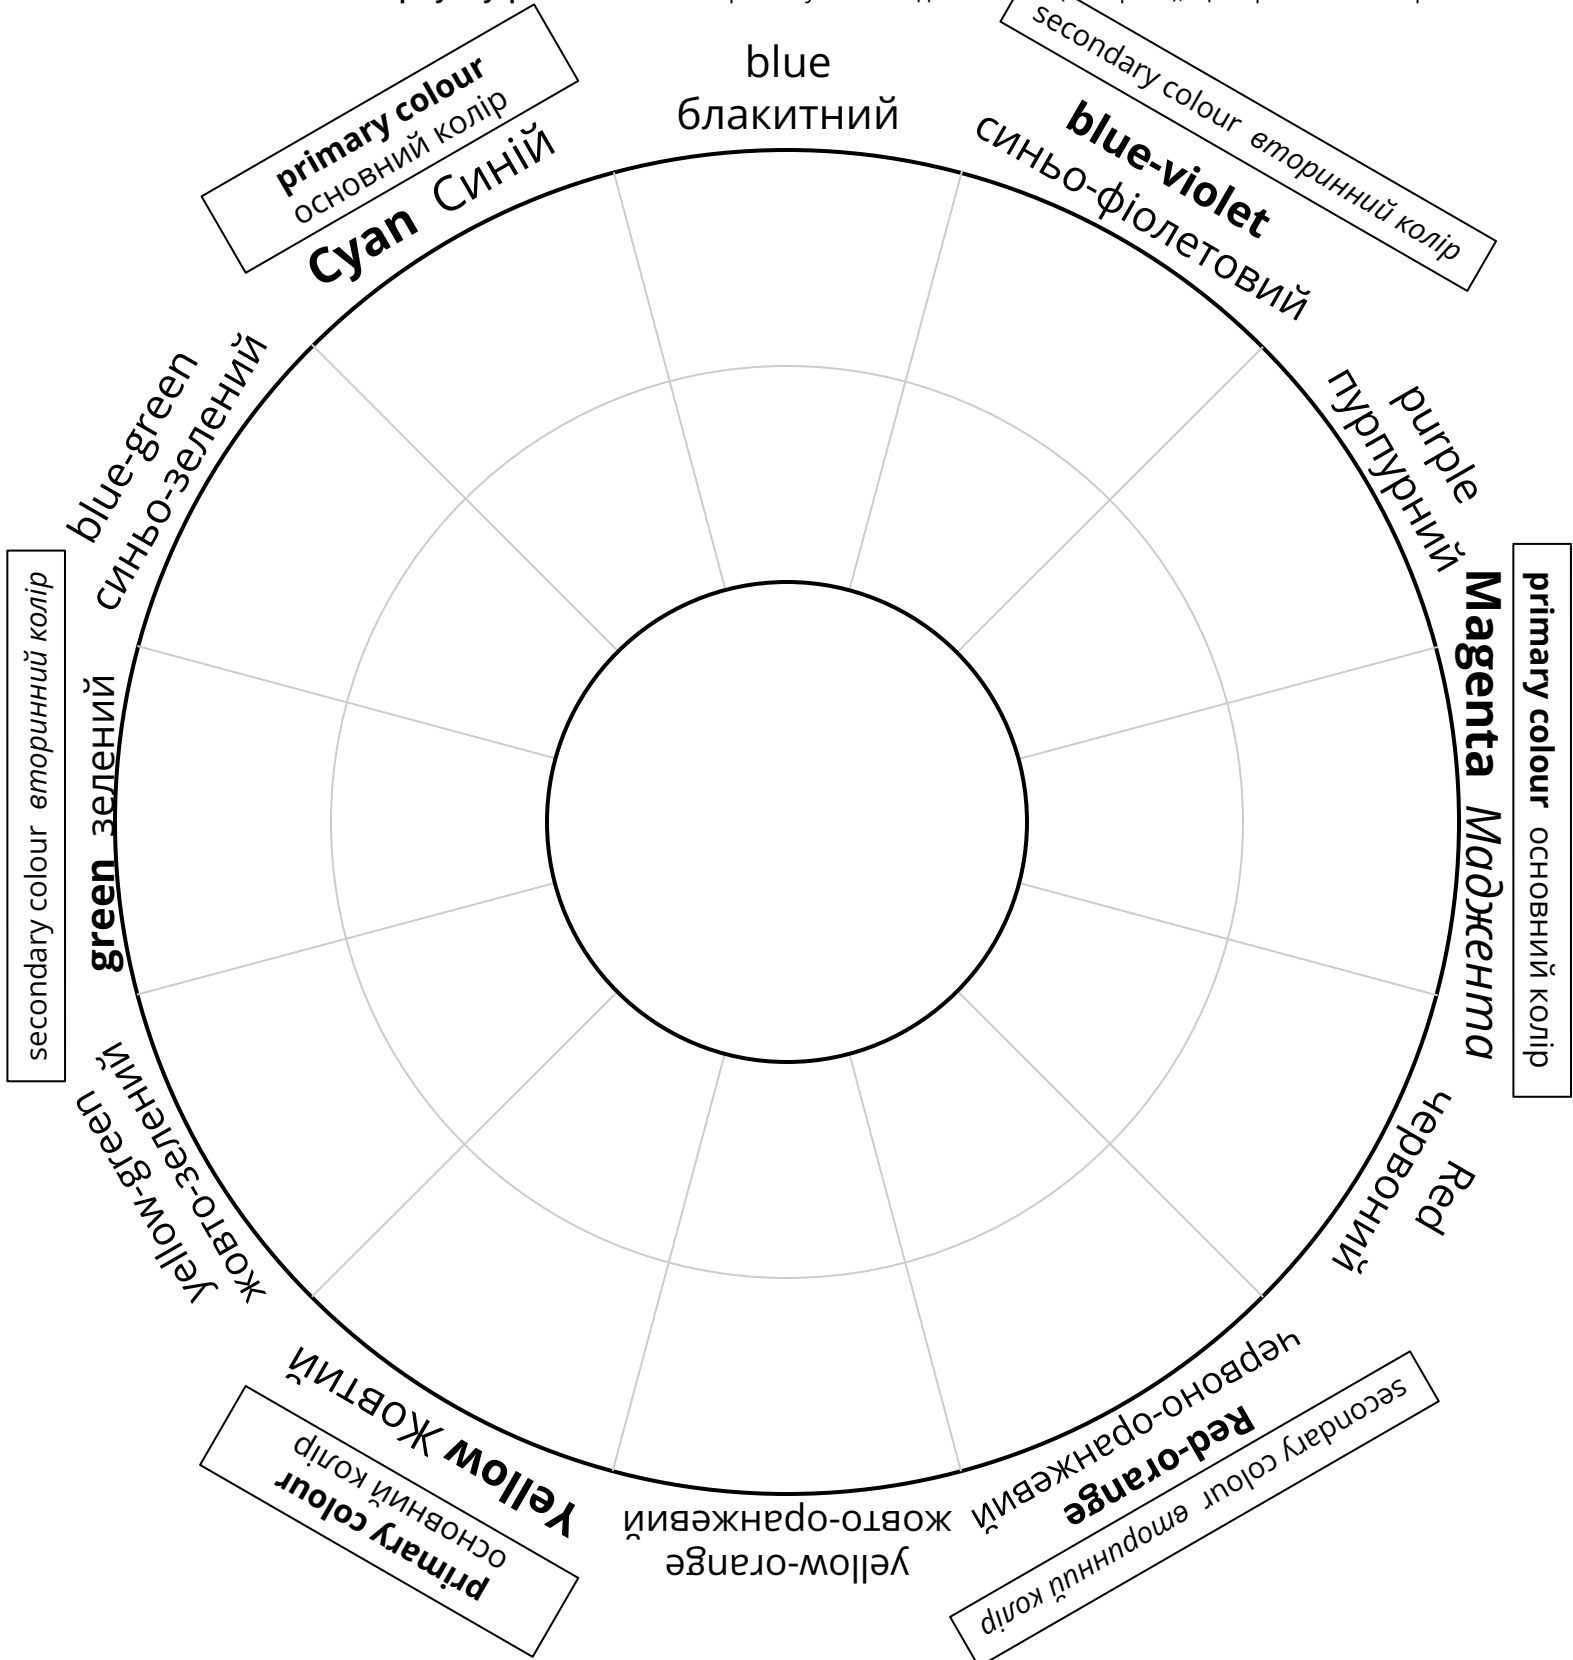 blue
блакитний
secondary colour вторинний колір
blue-violet
синьо-фіолетовий
purple
пурпурний
primary colour основний колір
Magenta Маджента
Red
червоний
червоно-оранжевий
Red-orange
secondary colour вторинний колір
жовто-оранжевий
yellow-orange
Yellow Жовтий
основний колір
primary colour
жовто-зелений
yellow-green
secondary colour вторинний колір
green зелений
blue-green
синьо-зелений
primary colour
основний колір
Cyan Синій